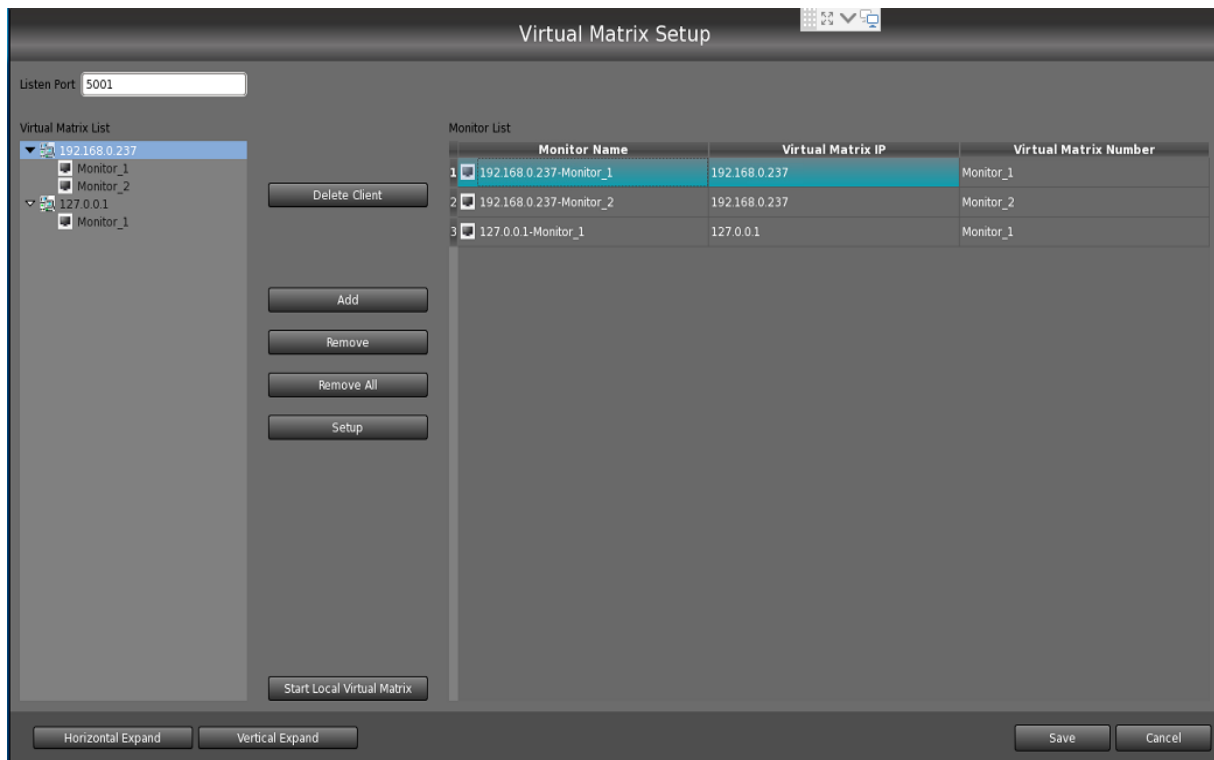 Virtual Matrix Setup
Listen Port 5001
Virtual Matrix List
192.168.0.237
Monitor_1
Monitor_2
127.0.0.1
Monitor_1
Delete Client
Add
Remove
Remove All
Setup
Start Local Virtual Matrix
Monitor List
Monitor Name Virtual Matrix IP Virtual Matrix Number
1 192.168.0.237-Monitor_1 192.168.0.237 Monitor_1
2 192.168.0.237-Monitor_2 192.168.0.237 Monitor_2
3 127.0.0.1-Monitor_1 127.0.0.1 Monitor_1
Horizontal Expand Vertical Expand Save Cancel